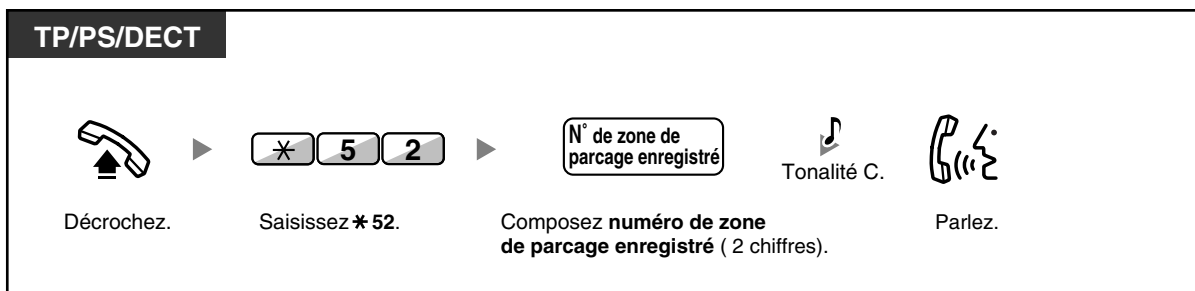 TP/PS/DECT
✳ 5 2
N° de zone de
parcage enregistré
Tonalité C.
Décrochez.
Saisissez ✳ 52.
Composez numéro de zone
de parcage enregistré ( 2 chiffres).
Parlez.